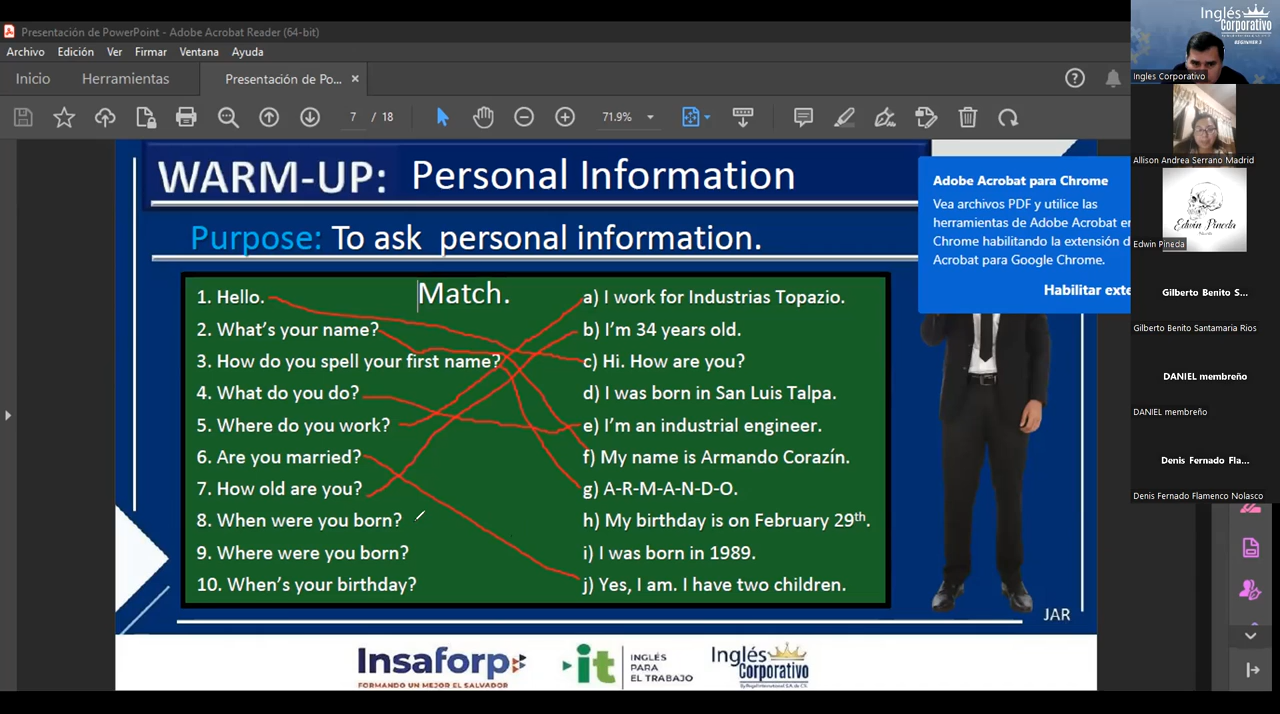 Presentación de PowerPoint - Adobe Acrobat Reader (64-bit)
Archivo Edición Ver Firmar Ventana Ayuda
Inicio Herramientas Presentación de Po... ×
7 / 18 71.9%
WARM-UP: Personal Information
Purpose: To ask personal information.
Match.
1. Hello.
2. What's your name?
3. How do you spell your first name?
4. What do you do?
5. Where do you work?
6. Are you married?
7. How old are you?
8. When were you born?
9. Where were you born?
10. When's your birthday?
a) I work for Industrias Topazio.
b) I'm 34 years old.
c) Hi. How are you?
d) I was born in San Luis Talpa.
e) I'm an industrial engineer.
f) My name is Armando Corazín.
g) A-R-M-A-N-D-O.
h) My birthday is on February 29th.
i) I was born in 1989.
j) Yes, I am. I have two children.
JAR
Insaforp
FORMANDO UN MEJOR EL SALVADOR
it INGLÉS
PARA
EL TRABAJO
Inglés
Corporativo
Adobe Acrobat para Chrome
Vea archivos PDF y utilice las
herramientas de Adobe Acrobat en
Chrome habilitando la extensión d
Acrobat para Google Chrome.
Habilitar exte
Inglés
Corporativo
BEGINNER 2
Ingles Corporativo
Allison Andrea Serrano Madrid
Edwin Pineda
Edwin Pineda
Gilberto Benito S...
Gilberto Benito Santamaria Rios
DANIEL membreño
DANIEL membreño
Denis Fernado Fla...
Denis Fernado Flamenco Nolasco